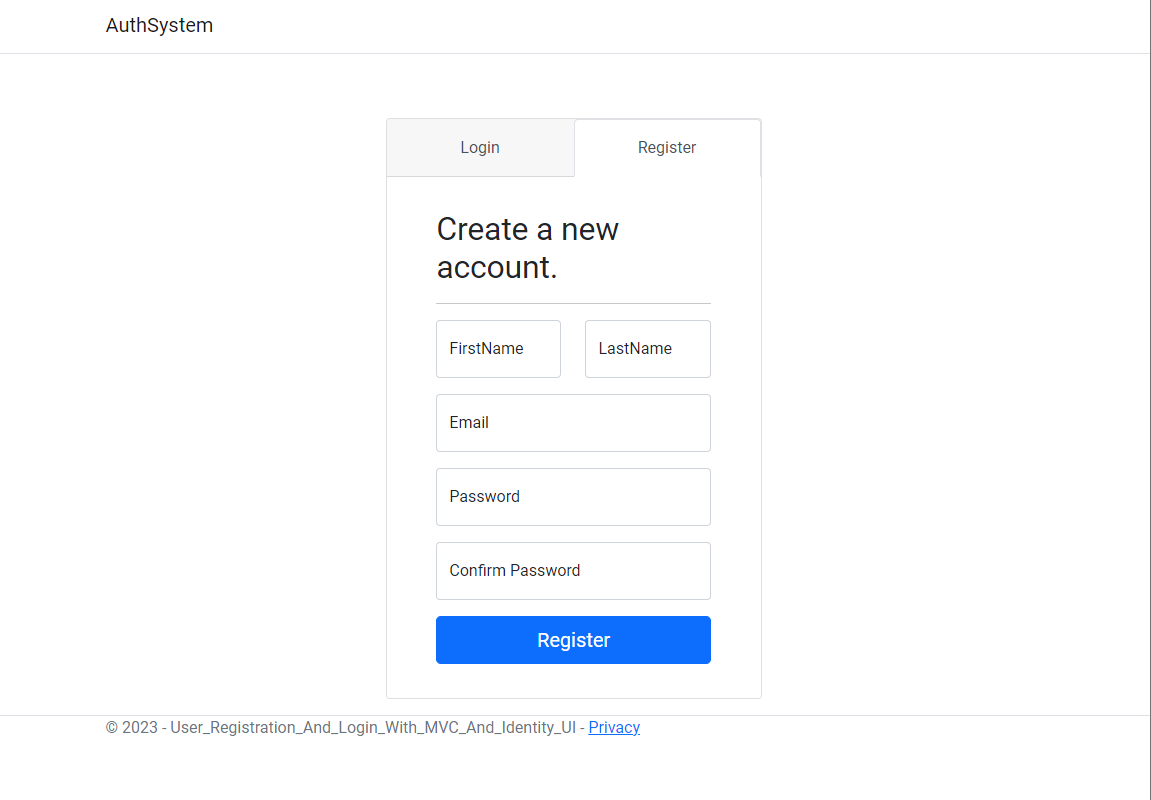 AuthSystem
Login Register
Create a new
account.
FirstName LastName
Email
Password
Confirm Password
Register
© 2023 - User_Registration_And_Login_With_MVC_And_Identity_UI - Privacy